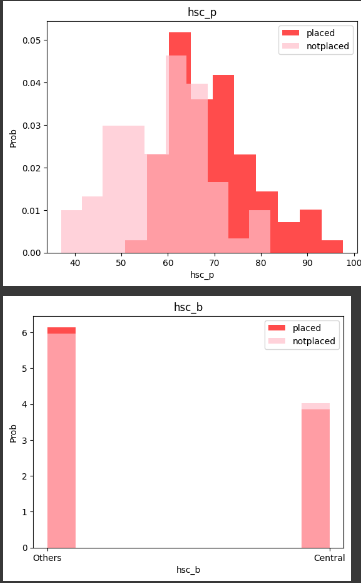 hsc_p
placed
notplaced
0.05
0.04
0.03
0.02
0.01
0.00
Prob
40 50 60 70 80 90 100
hsc_p
hsc_b
placed
notplaced
6
5
4
3
2
1
0
Prob
Others Central
hsc_b